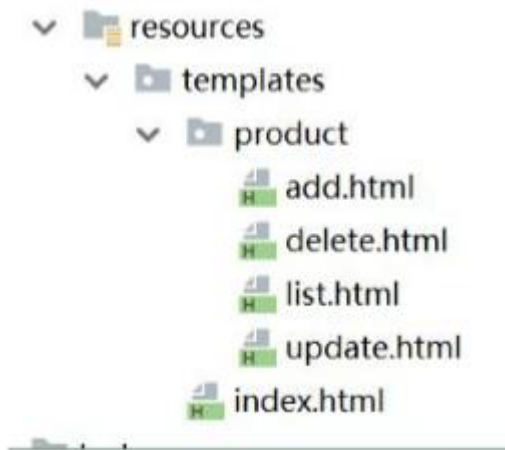 resources
templates
product
add.html
delete.html
list.html
update.html
index.html